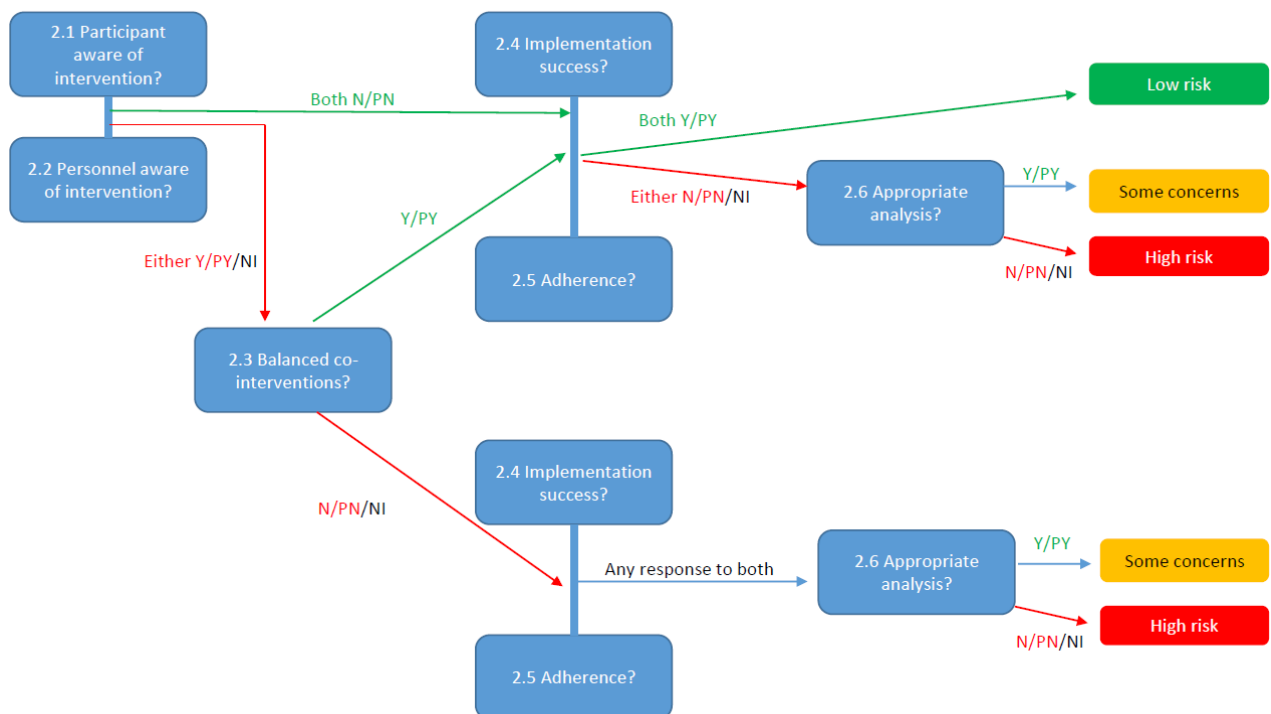 2.1 Participant
aware of
intervention?
2.2 Personnel aware
of intervention?
Both N/PN
Either Y/PY/NI
2.3 Balanced co-
interventions?
Y/PY
N/PN/NI
2.4 Implementation
success?
2.5 Adherence?
Both Y/PY
Either N/PN/NI
2.6 Appropriate
analysis?
Y/PY
N/PN/NI
Low risk
Some concerns
High risk
2.4 Implementation
success?
2.5 Adherence?
Any response to both
2.6 Appropriate
analysis?
Y/PY
N/PN/NI
Some concerns
High risk